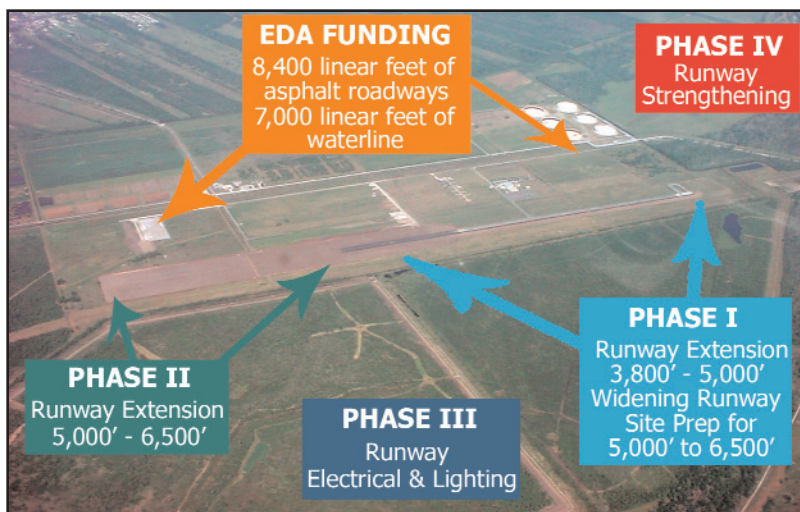 EDA FUNDING
8,400 linear feet of
asphalt roadways
7,000 linear feet of
waterline
PHASE IV
Runway
Strengthening
PHASE II
Runway Extension
5,000’ - 6,500’
PHASE III
Runway
Electrical & Lighting
PHASE I
Runway Extension
3,800’ - 5,000’
Widening Runway
Site Prep for
5,000’ to 6,500’